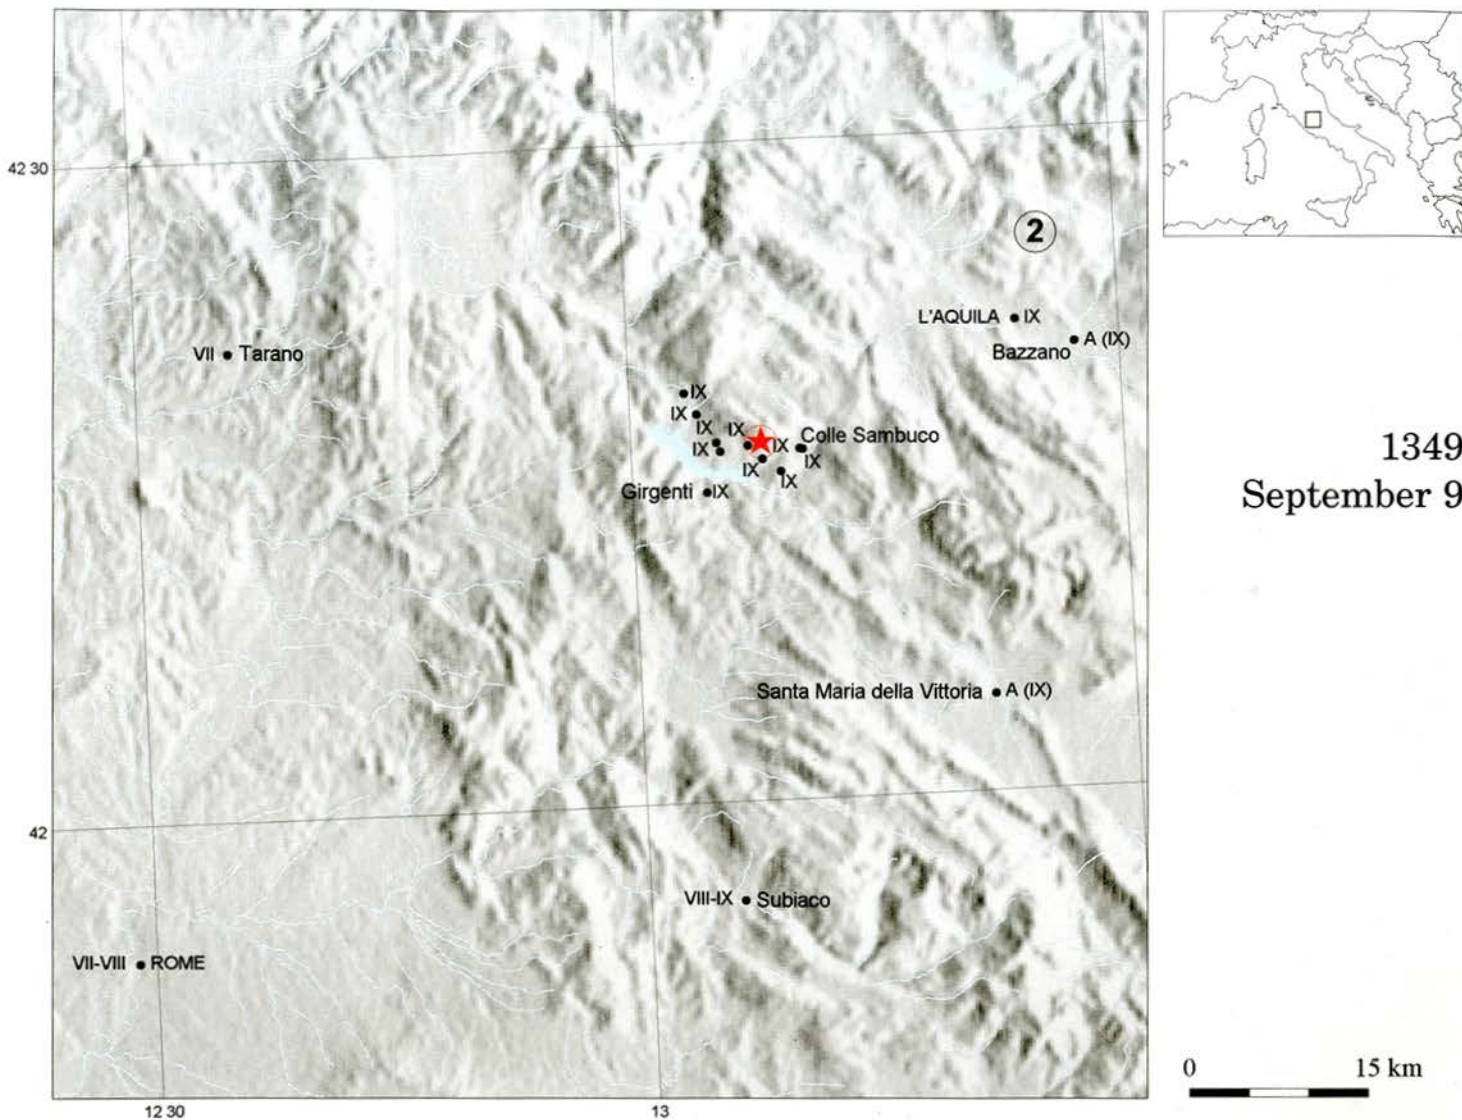 42 30
2
L'AQUILA IX
A (IX)
Bazzano
VII Tarano
IX
IX
IX
IX
IX
IX
Colle Sambuco
IX
IX
IX
Girgenti IX
1349
September 9
Santa Maria della Vittoria A (IX)
42
VIII-IX Subiaco
VII-VIII ROME
0 15 km
12 30 13